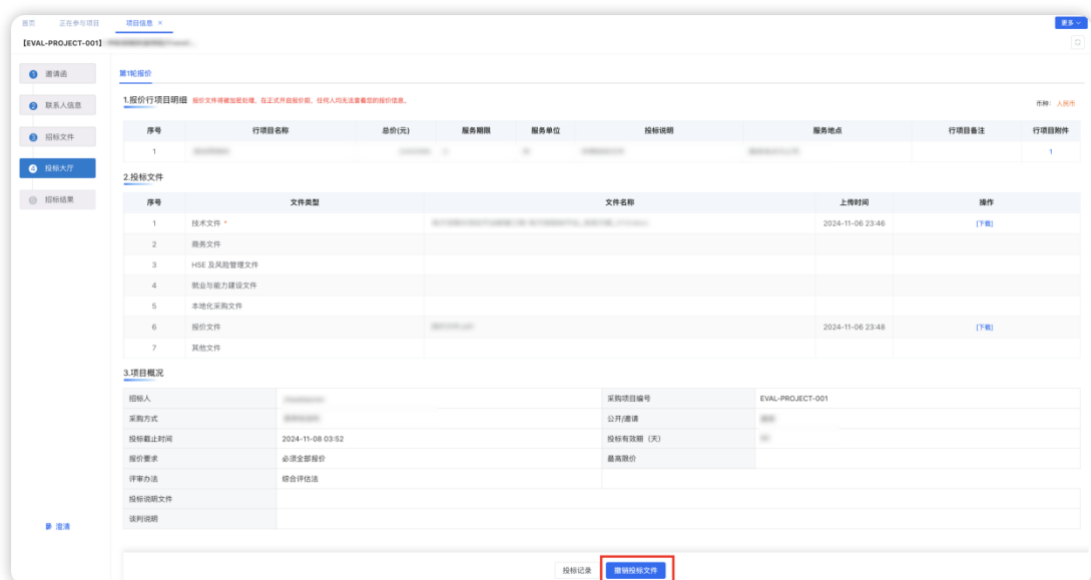 首页 正在参与项目 项目信息 ×
更多
【EVAL-PROJECT-001】
1 邀请函
2 联系人信息
3 招标文件
4 投标大厅
5 招标结果
澄清
第1轮报价
1.报价行项目明细 报价文件将被加密处理，在正式开启报价前，任何人均无法查看您的报价信息。
币种： 人民币
序号 行项目名称 总价(元) 服务期限 服务单位 投标说明 服务地点 行项目备注 行项目附件
1 1
2.投标文件
序号 文件类型 文件名称 上传时间 操作
1 技术文件 * 2024-11-06 23:46 [下载]
2 商务文件
3 HSE 及风险管理文件
4 就业与能力建设文件
5 本地化采购文件
6 报价文件 2024-11-06 23:48 [下载]
7 其他文件
3.项目概况
招标人 采购项目编号 EVAL-PROJECT-001
采购方式 公开/邀请
投标截止时间 2024-11-08 03:52 投标有效期（天）
报价要求 必须全部报价 最高限价
评审办法 综合评估法
投标说明文件
谈判说明
投标记录 撤销投标文件